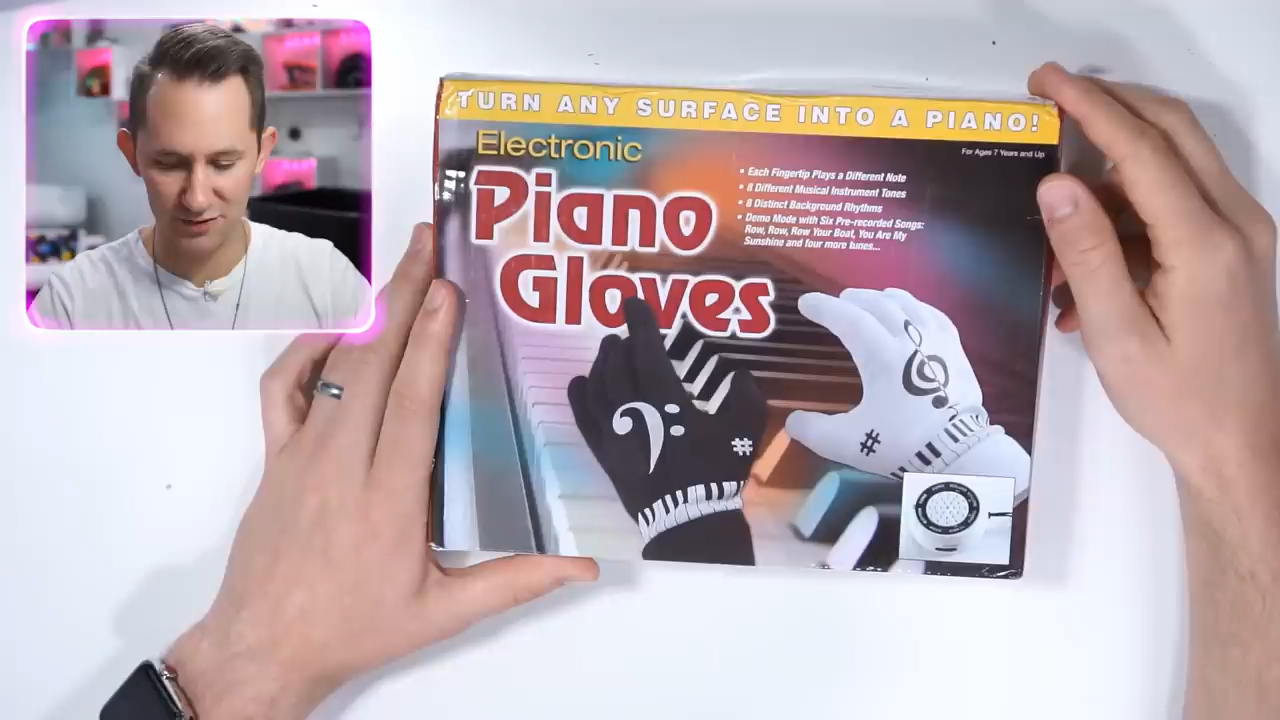 TURN ANY SURFACE INTO A PIANO!
Electronic
For Ages 7 Years and Up
Piano
Gloves
• Each Fingertip Plays a Different Note
• 8 Different Musical Instrument Tones
• 8 Distinct Background Rhythms
• Demo Mode with Six Pre-recorded Songs:
Row, Row, Row Your Boat, You Are My
Sunshine and four more tunes...